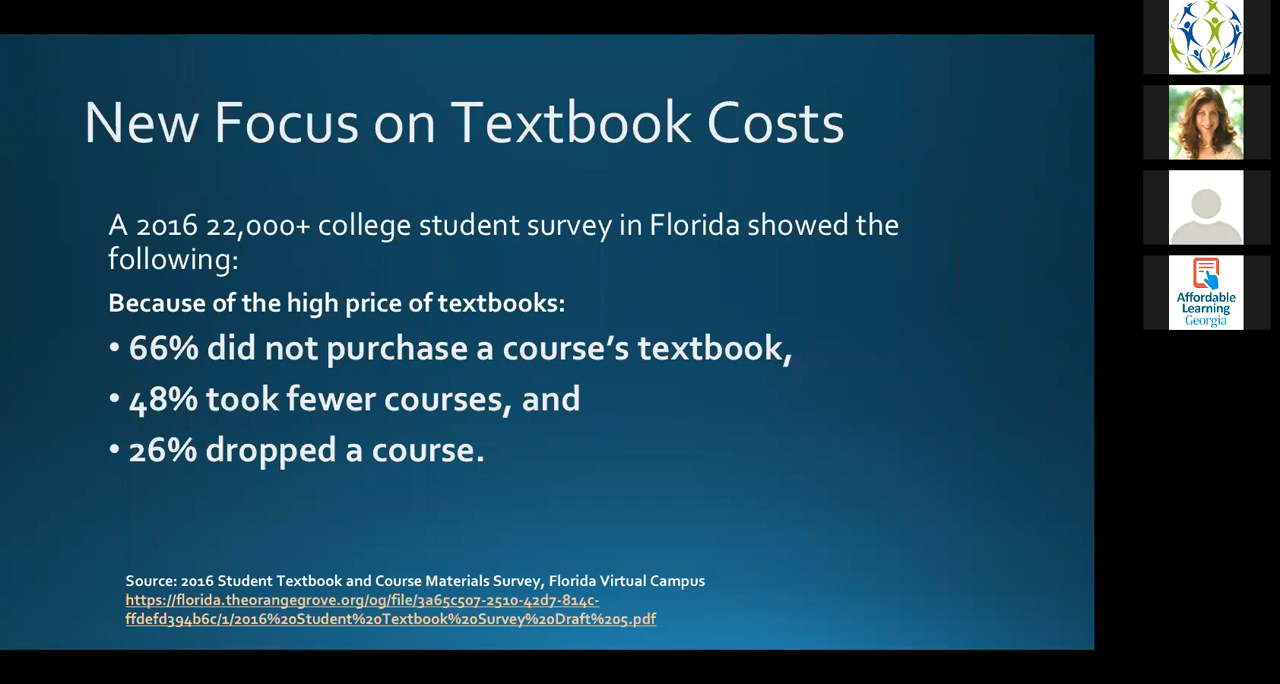 New Focus on Textbook Costs
A 2016 22,000+ college student survey in Florida showed the
following:
Because of the high price of textbooks:
• 66% did not purchase a course’s textbook,
• 48% took fewer courses, and
• 26% dropped a course.
Source: 2016 Student Textbook and Course Materials Survey, Florida Virtual Campus
https://florida.theorangegrove.org/og/file/3a65c507-2510-42d7-814c-
ffdefd394b6c/1/2016%20Student%20Textbook%20Survey%20Draft%205.pdf
Affordable
Learning
Georgia